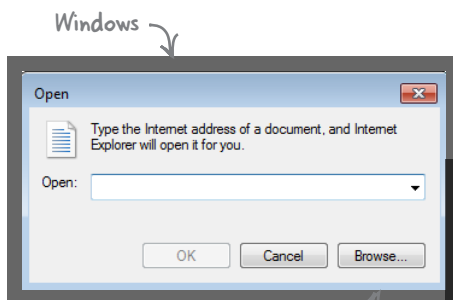 Windows
Open
Type the Internet address of a document, and Internet
Explorer will open it for you.
Open:
OK
Cancel
Browse...